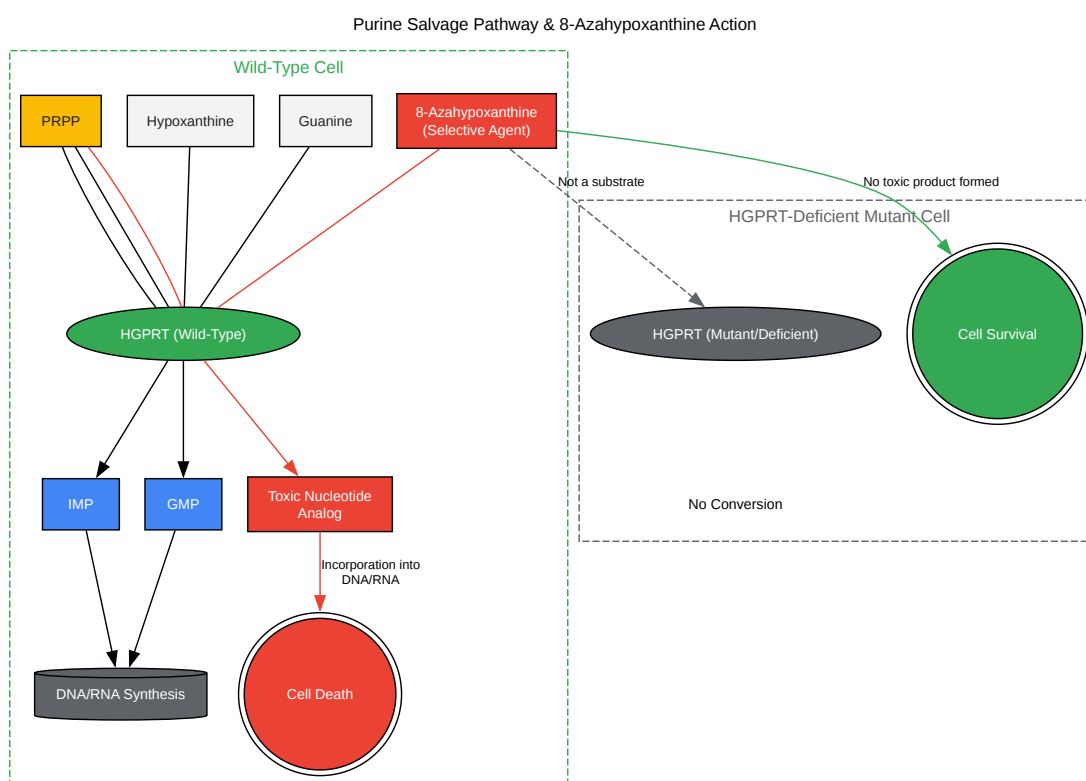 Purine Salvage Pathway & 8-Azahypoxanthine Action
Wild-Type Cell
PRPP
Hypoxanthine
Guanine
8-Azahypoxanthine
(Selective Agent)
Not a substrate
No toxic product formed
HGPRT-Deficient Mutant Cell
HGPRT (Wild-Type)
HGPRT (Mutant/Deficient)
Cell Survival
IMP
GMP
Toxic Nucleotide
Analog
No Conversion
Incorporation into
DNA/RNA
DNA/RNA Synthesis
Cell Death